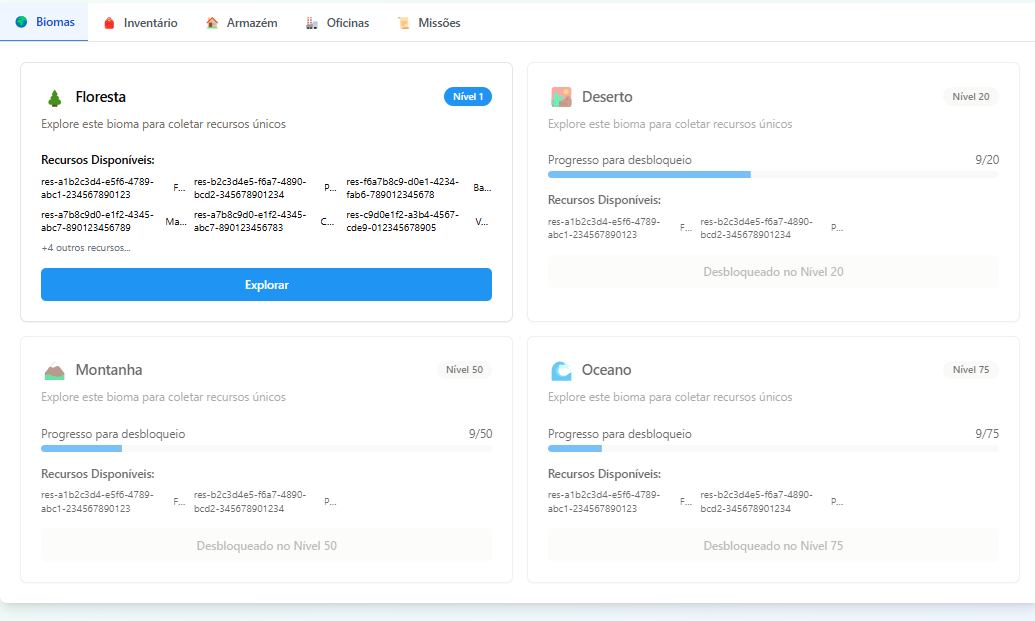 Biomas
Inventário
Armazém
Oficinas
Missões
Floresta
Nível 1
Explore este bioma para coletar recursos únicos
Recursos Disponíveis:
res-a1b2c3d4-e5f6-4789-
abc1-234567890123
F...
res-b2c3d4e5-f6a7-4890-
bcd2-345678901234
P...
res-f6a7b8c9-d0e1-4234-
fab6-789012345678
Ba...
res-a7b8c9d0-e1f2-4345-
abc7-890123456789
Ma...
res-a7b8c9d0-e1f2-4345-
abc7-890123456783
C...
res-c9d0e1f2-a3b4-4567-
cde9-012345678905
V...
+4 outros recursos...
Explorar
Deserto
Nível 20
Explore este bioma para coletar recursos únicos
Progresso para desbloqueio
9/20
Recursos Disponíveis:
res-a1b2c3d4-e5f6-4789-
abc1-234567890123
F...
res-b2c3d4e5-f6a7-4890-
bcd2-345678901234
P...
Desbloqueado no Nível 20
Montanha
Nível 50
Explore este bioma para coletar recursos únicos
Progresso para desbloqueio
9/50
Recursos Disponíveis:
res-a1b2c3d4-e5f6-4789-
abc1-234567890123
F...
res-b2c3d4e5-f6a7-4890-
bcd2-345678901234
P...
Desbloqueado no Nível 50
Oceano
Nível 75
Explore este bioma para coletar recursos únicos
Progresso para desbloqueio
9/75
Recursos Disponíveis:
res-a1b2c3d4-e5f6-4789-
abc1-234567890123
F...
res-b2c3d4e5-f6a7-4890-
bcd2-345678901234
P...
Desbloqueado no Nível 75